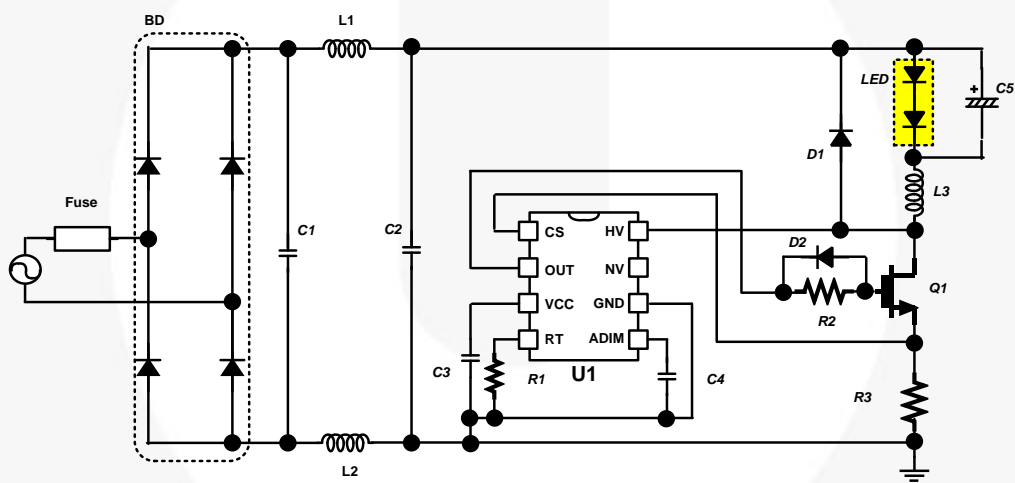 BD
L1
LED
+
C5
D1
L3
Fuse
C1
C2
CS
HV
D2
OUT
NV
Q1
VCC
GND
R2
RT
ADIM
C3
R1
U1
C4
R3
L2